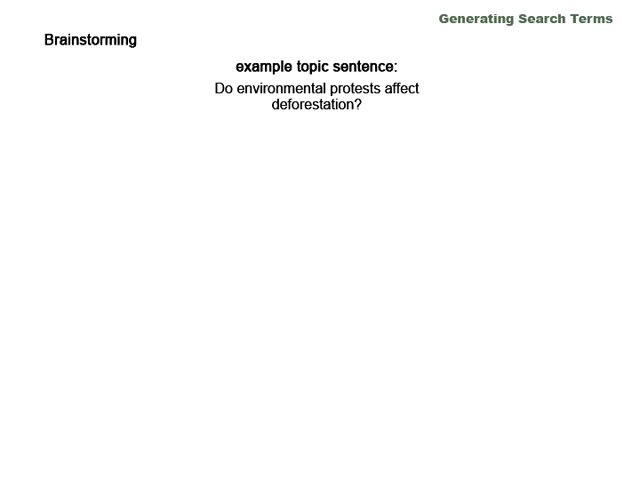 Generating Search Terms
Brainstorming
example topic sentence:
Do environmental protests affect
deforestation?